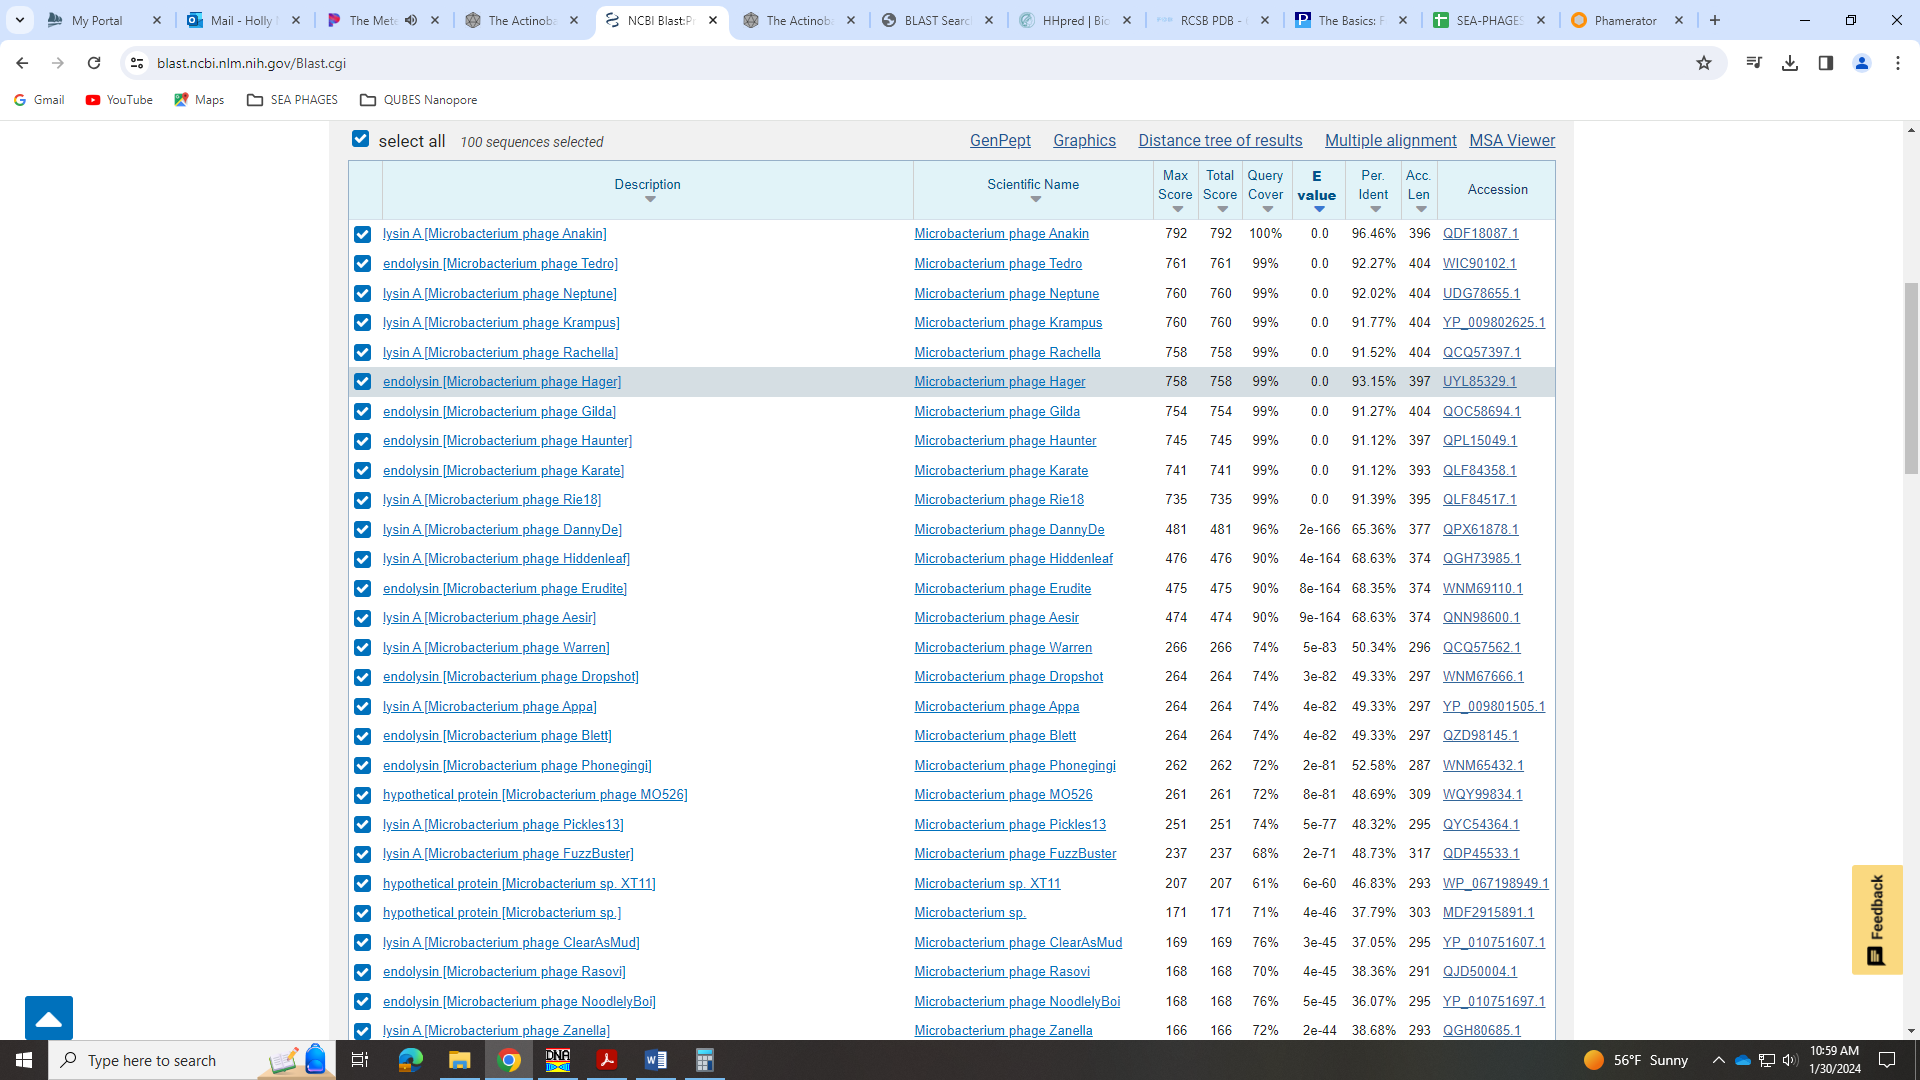 My Portal
Mail - Holly
The Mete
The Actinoba
NCBI Blast:Pr
The Actinoba
BLAST Searc
HHpred | Bio
RCSB PDB -
The Basics: F
SEA-PHAGES
Phamerator
blast.ncbi.nlm.nih.gov/Blast.cgi
Gmail YouTube Maps SEA PHAGES QUBES Nanopore
select all 100 sequences selected GenPept Graphics Distance tree of results Multiple alignment MSA Viewer
Description Scientific Name Max Score Total Score Query Cover E value Per. Ident Acc. Len Accession
lysin A [Microbacterium phage Anakin] Microbacterium phage Anakin 792 792 100% 0.0 96.46% 396 QDF18087.1
endolysin [Microbacterium phage Tedro] Microbacterium phage Tedro 761 761 99% 0.0 92.27% 404 WIC90102.1
lysin A [Microbacterium phage Neptune] Microbacterium phage Neptune 760 760 99% 0.0 92.02% 404 UDG78655.1
lysin A [Microbacterium phage Krampus] Microbacterium phage Krampus 760 760 99% 0.0 91.77% 404 YP_009802625.1
lysin A [Microbacterium phage Rachella] Microbacterium phage Rachella 758 758 99% 0.0 91.52% 404 QCQ57397.1
endolysin [Microbacterium phage Hager] Microbacterium phage Hager 758 758 99% 0.0 93.15% 397 UYL85329.1
endolysin [Microbacterium phage Gilda] Microbacterium phage Gilda 754 754 99% 0.0 91.27% 404 QOC58694.1
endolysin [Microbacterium phage Haunter] Microbacterium phage Haunter 745 745 99% 0.0 91.12% 397 QPL15049.1
endolysin [Microbacterium phage Karate] Microbacterium phage Karate 741 741 99% 0.0 91.12% 393 QLF84358.1
lysin A [Microbacterium phage Rie18] Microbacterium phage Rie18 735 735 99% 0.0 91.39% 395 QLF84517.1
lysin A [Microbacterium phage DannyDe] Microbacterium phage DannyDe 481 481 96% 2e-166 65.36% 377 QPX61878.1
lysin A [Microbacterium phage Hiddenleaf] Microbacterium phage Hiddenleaf 476 476 90% 4e-164 68.63% 374 QGH73985.1
endolysin [Microbacterium phage Erudite] Microbacterium phage Erudite 475 475 90% 8e-164 68.35% 374 WNM69110.1
lysin A [Microbacterium phage Aesir] Microbacterium phage Aesir 474 474 90% 9e-164 68.63% 374 QNN98600.1
lysin A [Microbacterium phage Warren] Microbacterium phage Warren 266 266 74% 5e-83 50.34% 296 QCQ57562.1
endolysin [Microbacterium phage Dropshot] Microbacterium phage Dropshot 264 264 74% 3e-82 49.33% 297 WNM67666.1
lysin A [Microbacterium phage Appa] Microbacterium phage Appa 264 264 74% 4e-82 49.33% 297 YP_009801505.1
endolysin [Microbacterium phage Blett] Microbacterium phage Blett 264 264 74% 4e-82 49.33% 297 QZD98145.1
endolysin [Microbacterium phage Phonegingi] Microbacterium phage Phonegingi 262 262 72% 2e-81 52.58% 287 WNM65432.1
hypothetical protein [Microbacterium phage MO526] Microbacterium phage MO526 261 261 72% 8e-81 48.69% 309 WQY99834.1
lysin A [Microbacterium phage Pickles13] Microbacterium phage Pickles13 251 251 74% 5e-77 48.32% 295 QYC54364.1
lysin A [Microbacterium phage FuzzBuster] Microbacterium phage FuzzBuster 237 237 68% 2e-71 48.73% 317 QDP45533.1
hypothetical protein [Microbacterium sp. XT11] Microbacterium sp. XT11 207 207 61% 6e-60 46.83% 293 WP_067198949.1
hypothetical protein [Microbacterium sp.] Microbacterium sp. 171 171 71% 4e-46 37.79% 303 MDF2915891.1
lysin A [Microbacterium phage ClearAsMud] Microbacterium phage ClearAsMud 169 169 76% 3e-45 37.05% 295 YP_010751607.1
endolysin [Microbacterium phage Rasovi] Microbacterium phage Rasovi 168 168 70% 4e-45 38.36% 291 QJD50004.1
endolysin [Microbacterium phage NoodlelyBoi] Microbacterium phage NoodlelyBoi 168 168 76% 5e-45 36.07% 295 YP_010751697.1
lysin A [Microbacterium phage Zanella] Microbacterium phage Zanella 166 166 72% 2e-44 38.68% 293 QGH80685.1
Feedback
Type here to search
DNA
56°F Sunny
10:59 AM
1/30/2024